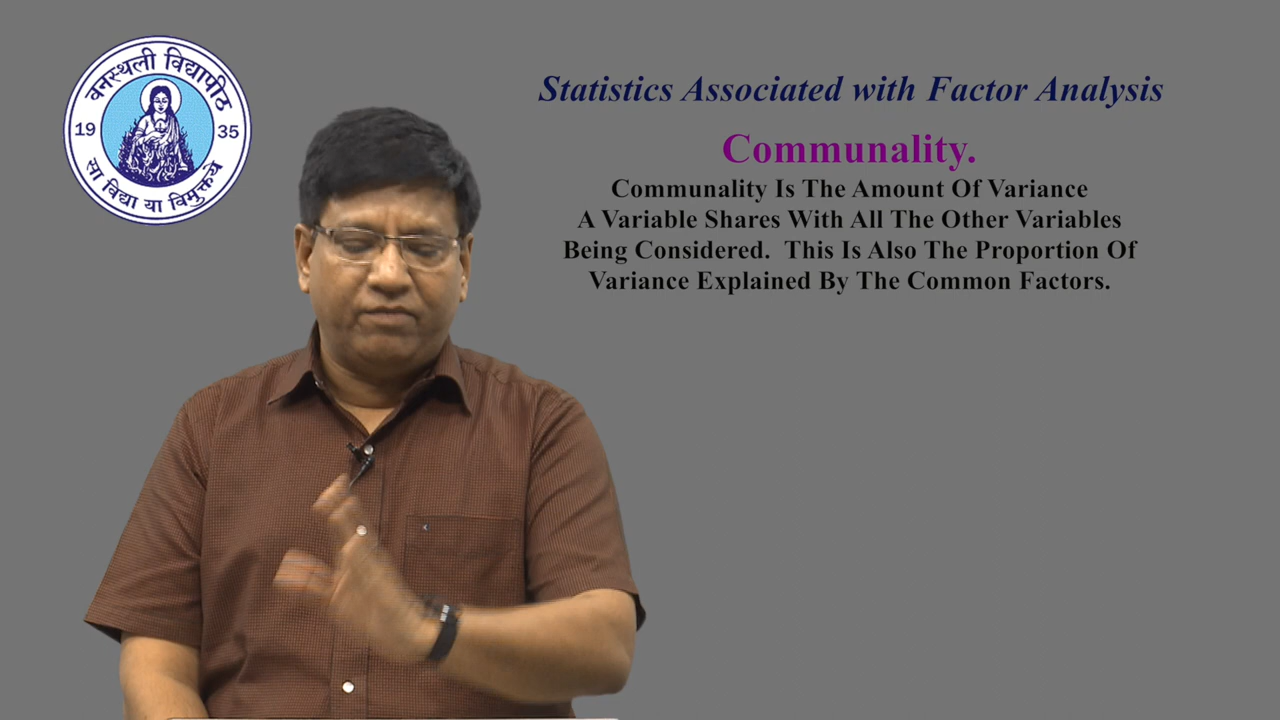 वनस्थली विद्यापीठ
19 35
सा विद्या या विमुक्तये
Statistics Associated with Factor Analysis
Communality.
Communality Is The Amount Of Variance
A Variable Shares With All The Other Variables
Being Considered.  This Is Also The Proportion Of
Variance Explained By The Common Factors.